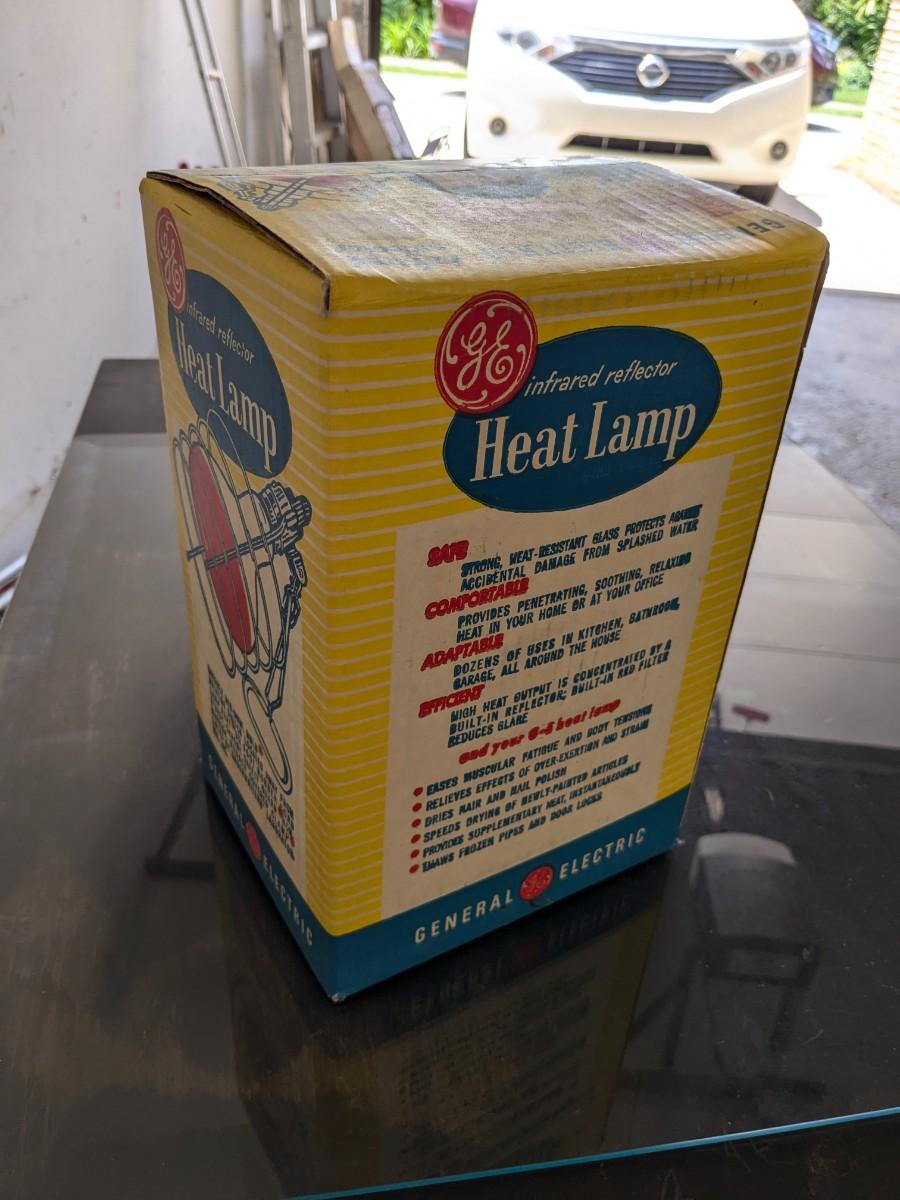 GE
infrared reflector
Heat Lamp
GENERAL GE ELECTRIC
GE
infrared reflector
Heat Lamp
SAFE
STRONG, HEAT-RESISTANT GLASS PROTECTS AGAINST
ACCIDENTAL DAMAGE FROM SPLASHED WATER
COMFORTABLE
PROVIDES PENETRATING, SOOTHING, RELAXING
HEAT IN YOUR HOME OR AT YOUR OFFICE
ADAPTABLE
DOZENS OF USES IN KITCHEN, BATHROOM,
GARAGE, ALL AROUND THE HOUSE
EFFICIENT
HIGH HEAT OUTPUT IS CONCENTRATED BY A
BUILT-IN REFLECTOR; BUILT-IN RED FILTER
REDUCES GLARE
and your G-E heat lamp
• EASES MUSCULAR FATIGUE AND BODY TENSIONS
• RELIEVES EFFECTS OF OVER-EXERTION AND STRAIN
• DRIES HAIR AND NAIL POLISH
• SPEEDS DRYING OF NEWLY-PAINTED ARTICLES
• PROVIDES SUPPLEMENTARY HEAT, INSTANTANEOUSLY
• THAWS FROZEN PIPES AND DOOR LOCKS
GENERAL GE ELECTRIC